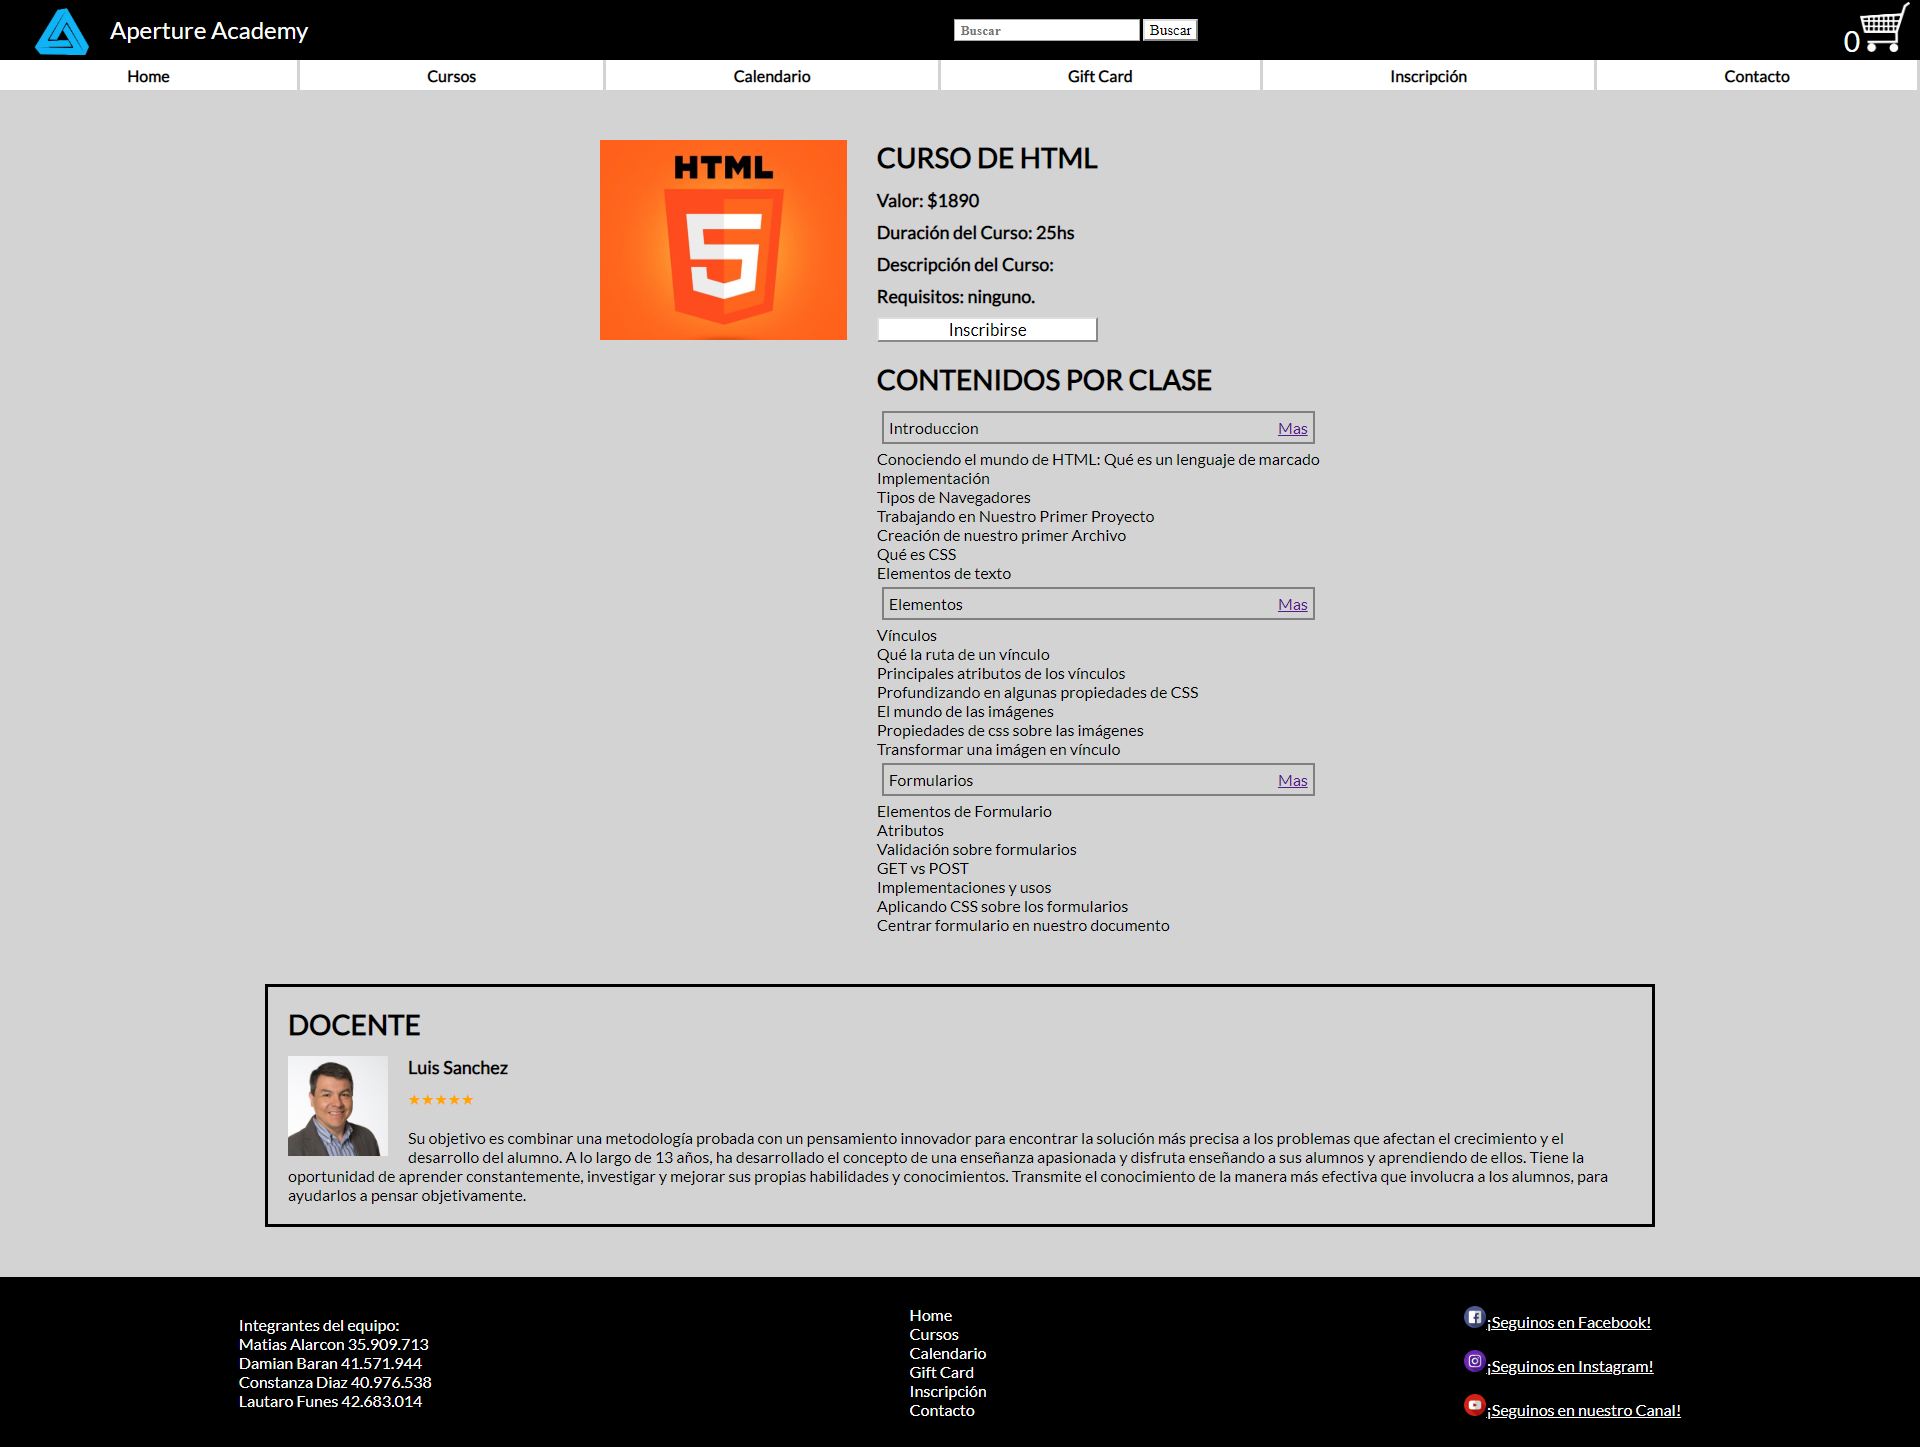 Aperture Academy
Buscar
Buscar
0
Home
Cursos
Calendario
Gift Card
Inscripción
Contacto
HTML
5
CURSO DE HTML
Valor: $1890
Duración del Curso: 25hs
Descripción del Curso:
Requisitos: ninguno.
Inscribirse
CONTENIDOS POR CLASE
Introduccion
Mas
Conociendo el mundo de HTML: Qué es un lenguaje de marcado
Implementación
Tipos de Navegadores
Trabajando en Nuestro Primer Proyecto
Creación de nuestro primer Archivo
Qué es CSS
Elementos de texto
Elementos
Mas
Vínculos
Qué la ruta de un vínculo
Principales atributos de los vínculos
Profundizando en algunas propiedades de CSS
El mundo de las imágenes
Propiedades de css sobre las imágenes
Transformar una imágen en vínculo
Formularios
Mas
Elementos de Formulario
Atributos
Validación sobre formularios
GET vs POST
Implementaciones y usos
Aplicando CSS sobre los formularios
Centrar formulario en nuestro documento
DOCENTE
Luis Sanchez
★★★★★
Su objetivo es combinar una metodología probada con un pensamiento innovador para encontrar la solución más precisa a los problemas que afectan el crecimiento y el
desarrollo del alumno. A lo largo de 13 años, ha desarrollado el concepto de una enseñanza apasionada y disfruta enseñando a sus alumnos y aprendiendo de ellos. Tiene la
oportunidad de aprender constantemente, investigar y mejorar sus propias habilidades y conocimientos. Transmite el conocimiento de la manera más efectiva que involucra a los alumnos, para
ayudarlos a pensar objetivamente.
Integrantes del equipo:
Matias Alarcon 35.909.713
Damian Baran 41.571.944
Constanza Diaz 40.976.538
Lautaro Funes 42.683.014
Home
Cursos
Calendario
Gift Card
Inscripción
Contacto
¡Seguinos en Facebook!
¡Seguinos en Instagram!
¡Seguinos en nuestro Canal!